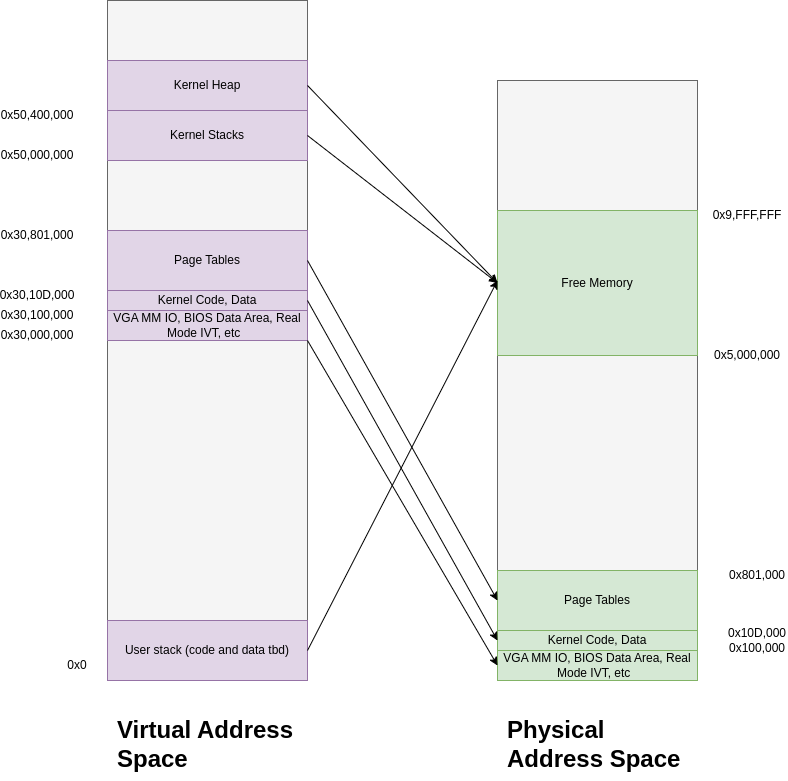 Kernel Heap
0x50,400,000
Kernel Stacks
0x50,000,000
0x30,801,000
Page Tables
0x30,10D,000
Kernel Code, Data
0x30,100,000
VGA MM IO, BIOS Data Area, Real
Mode IVT, etc
0x30,000,000
User stack (code and data tbd)
0x0
Virtual Address
Space
0x9,FFF,FFF
Free Memory
0x5,000,000
0x801,000
Page Tables
0x10D,000
Kernel Code, Data
0x100,000
VGA MM IO, BIOS Data Area, Real
Mode IVT, etc
Physical
Address Space